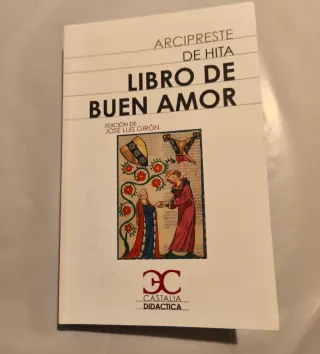 ARCIPRESTE
DE HITA
LIBRO DE
BUEN AMOR
EDICIÓN DE
JOSÉ LUIS GIRÓN
CASTALIA
DIDÁCTICA